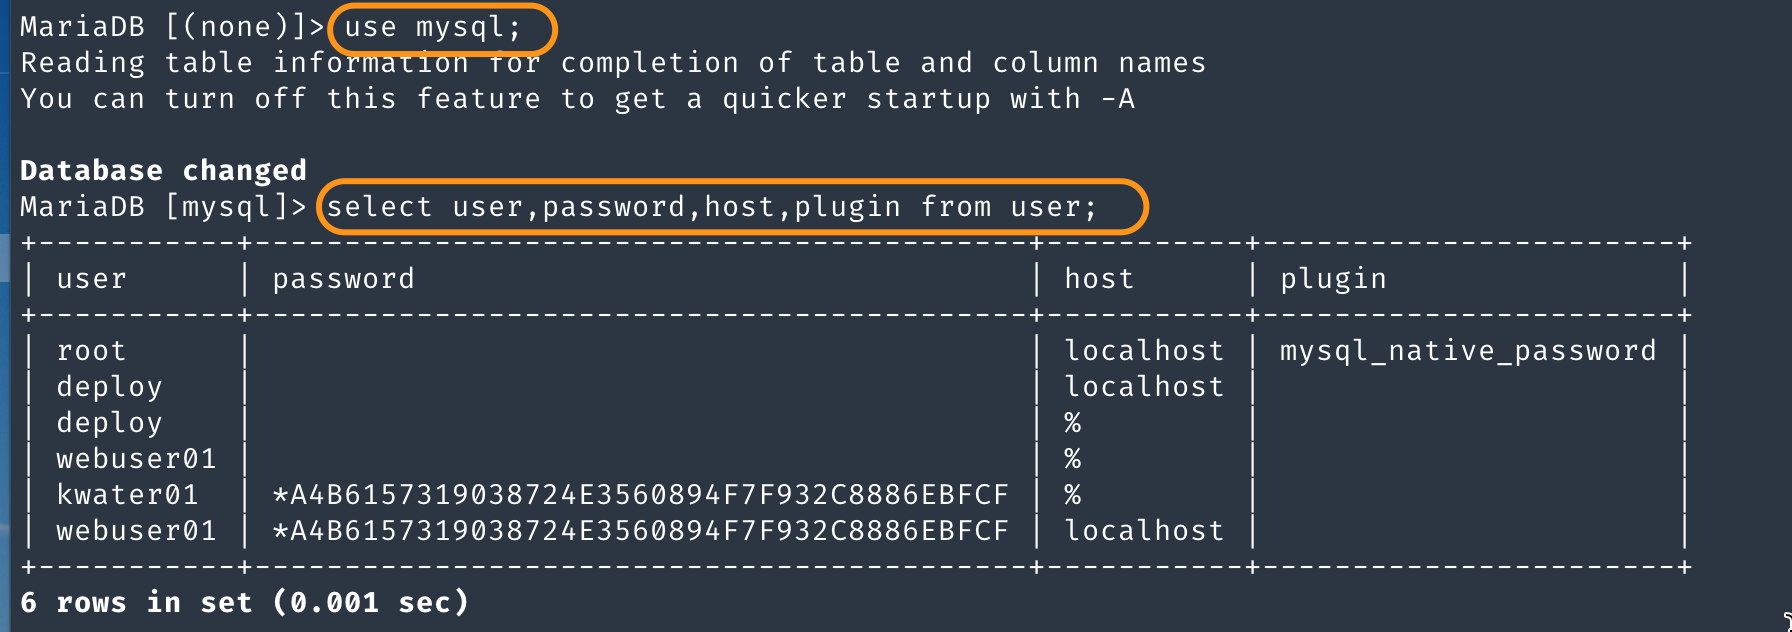 MariaDB [(none)]> use mysql;
Reading table information for completion of table and column names
You can turn off this feature to get a quicker startup with -A
Database changed
MariaDB [mysql]> select user,password,host,plugin from user;
+-----------+-------------------------------------------+-----------+-----------------------+
| user | password | host | plugin |
+-----------+-------------------------------------------+-----------+-----------------------+
| root | | localhost | mysql_native_password |
| deploy | | localhost | |
| deploy | | % | |
| webuser01 | | % | |
| kwater01 | *A4B6157319038724E3560894F7F932C8886EBFCF | % | |
| webuser01 | *A4B6157319038724E3560894F7F932C8886EBFCF | localhost | |
+-----------+-------------------------------------------+-----------+-----------------------+
6 rows in set (0.001 sec)